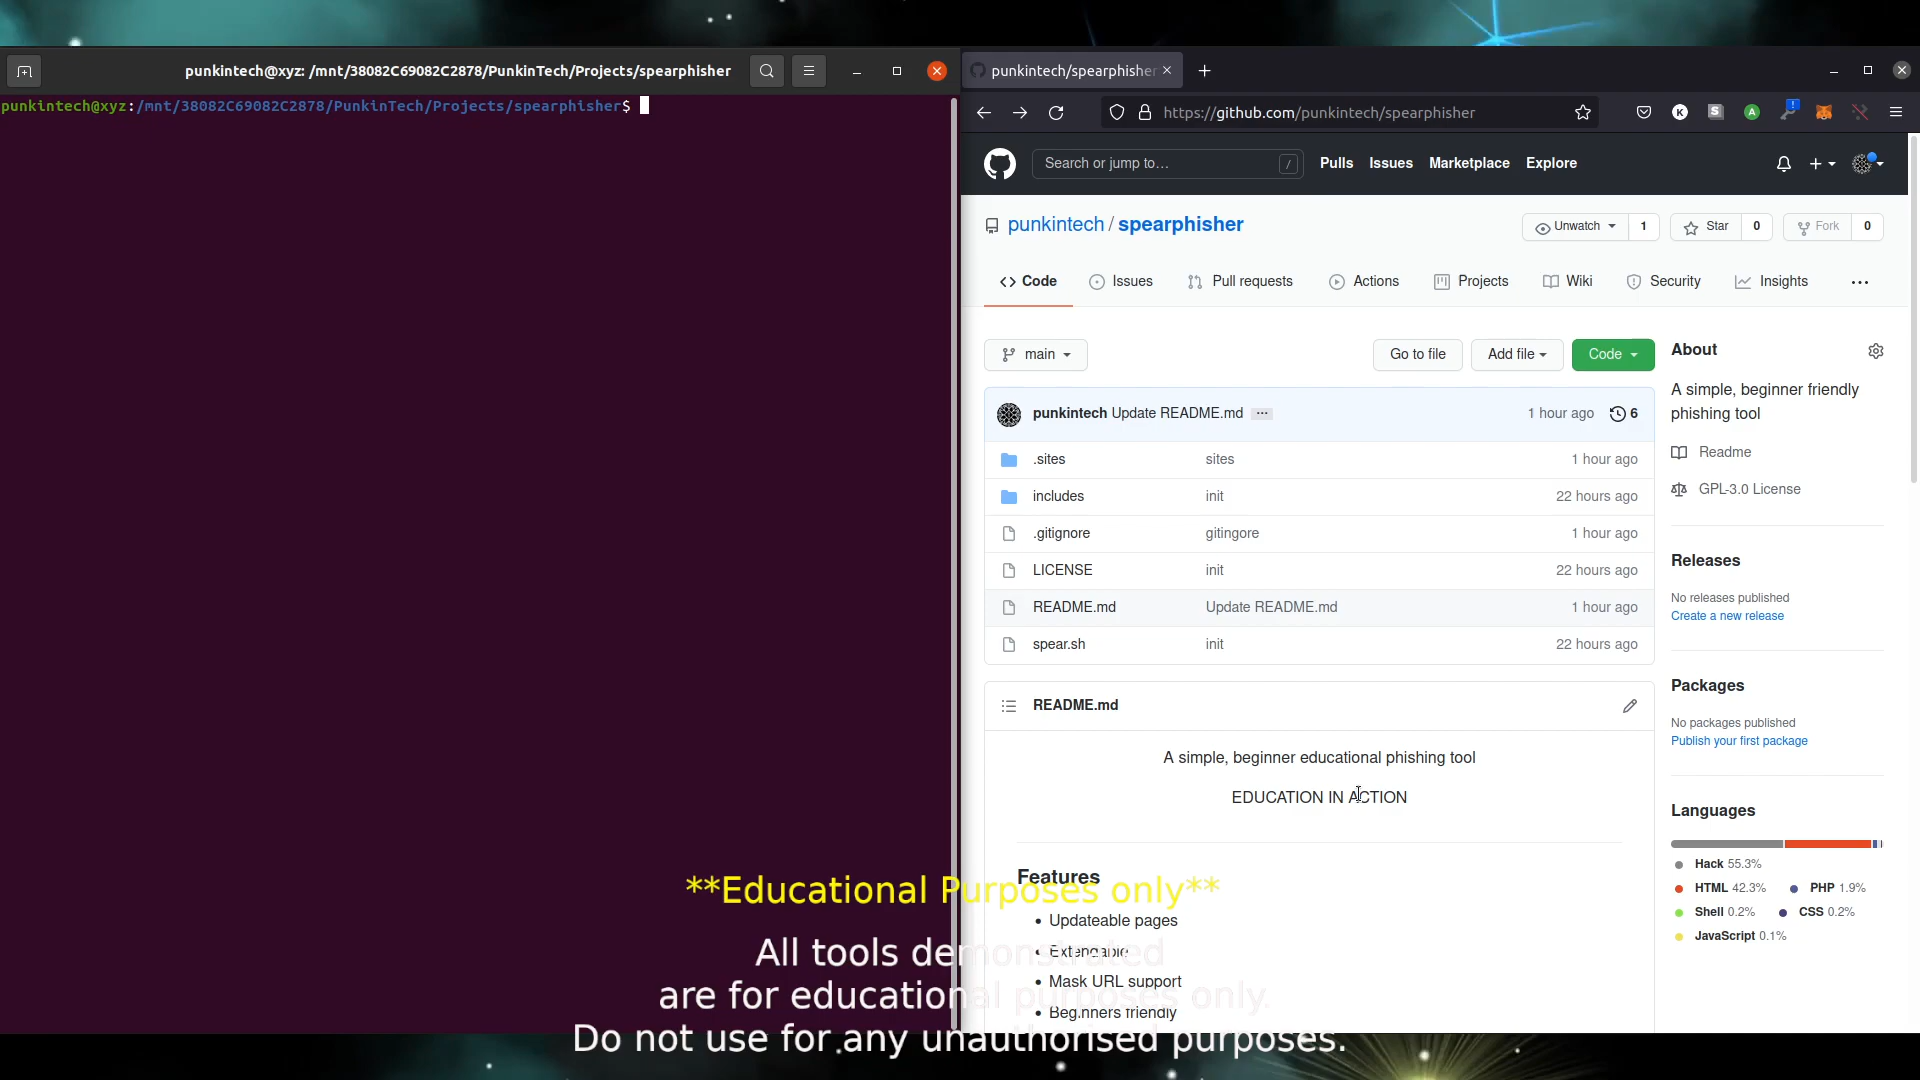 punkintech@xyz: /mnt/38082C69082C2878/PunkinTech/Projects/spearphisher
punkintech@xyz:/mnt/38082C69082C2878/PunkinTech/Projects/spearphisher$
punkintech/spearphisher
https://github.com/punkintech/spearphisher
Search or jump to… /
Pulls Issues Marketplace Explore
punkintech / spearphisher
Unwatch 1 Star 0 Fork 0
Code Issues Pull requests Actions Projects Wiki Security Insights
main Go to file Add file Code
punkintech Update README.md 1 hour ago 6
.sites sites 1 hour ago
includes init 22 hours ago
.gitignore gitingore 1 hour ago
LICENSE init 22 hours ago
README.md Update README.md 1 hour ago
spear.sh init 22 hours ago
README.md
A simple, beginner educational phishing tool
EDUCATION IN ACTION
Features
Updateable pages
Extendable
Mask URL support
Beginners friendly
About
A simple, beginner friendly
phishing tool
Readme
GPL-3.0 License
Releases
No releases published
Create a new release
Packages
No packages published
Publish your first package
Languages
Hack 55.3%
HTML 42.3% PHP 1.9%
Shell 0.2% CSS 0.2%
JavaScript 0.1%
**Educational Purposes only**
All tools demonstrated
are for educational purposes only.
Do not use for any unauthorised purposes.